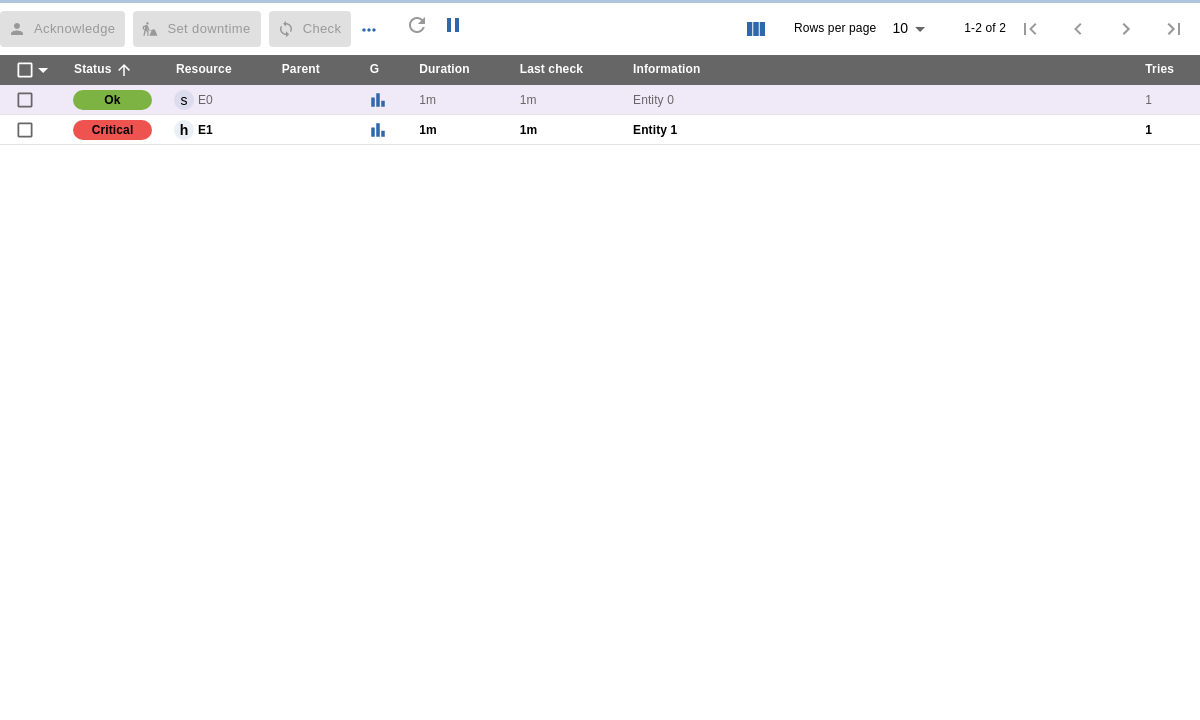 Acknowledge Set downtime Check Rows per page 10 1-2 of 2
Status Resource Parent G Duration Last check Information Tries
Ok s E0 1m 1m Entity 0 1
Critical h E1 1m 1m Entity 1 1